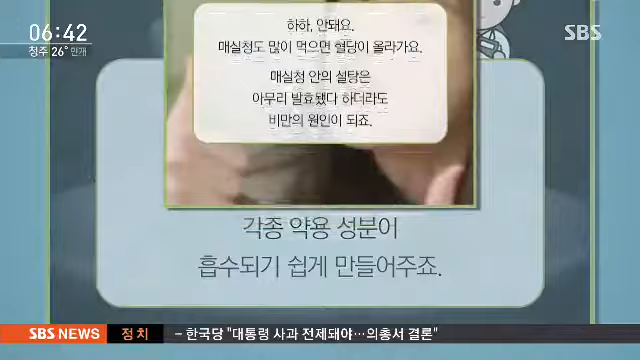 06:42
청주 26° 안개
SBS
하하, 안돼요.
매실청도 많이 먹으면 혈당이 올라가요.
매실청 안의 설탕은
아무리 발효됐다 하더라도
비만의 원인이 되죠.
각종 약용 성분이
흡수되기 쉽게 만들어주죠.
SBS NEWS 정치 – 한국당 "대통령 사과 전제돼야…의총서 결론"